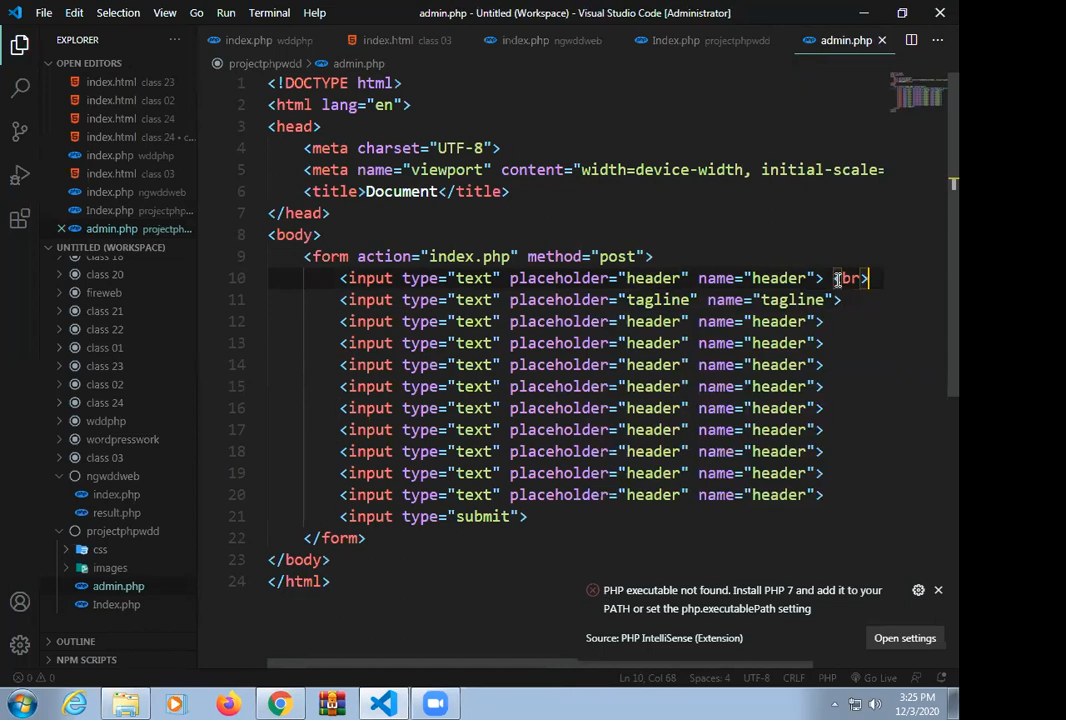 File Edit Selection View Go Run Terminal Help
admin.php - Untitled (Workspace) - Visual Studio Code [Administrator]
EXPLORER
index.php wddphp
index.html class 03
index.php ngwddweb
Index.php projectphpwdd
admin.php
projectphpwdd > admin.php
OPEN EDITORS
index.html class 23
index.html class 02
index.html class 24
index.html class 24 • c...
index.php wddphp
index.html class 03
index.php ngwddweb
Index.php projectph...
admin.php projectph...
UNTITLED (WORKSPACE)
class 18
class 20
fireweb
class 21
class 22
class 01
class 23
class 02
class 24
wddphp
wordpresswork
class 03
ngwddweb
index.php
result.php
projectphpwdd
css
images
admin.php
Index.php
OUTLINE
NPM SCRIPTS
1 <!DOCTYPE html>
2 <html lang="en">
3 <head>
4 <meta charset="UTF-8">
5 <meta name="viewport" content="width=device-width, initial-scale=
6 <title>Document</title>
7 </head>
8 <body>
9 <form action="index.php" method="post">
10 <input type="text" placeholder="header" name="header"> <br>
11 <input type="text" placeholder="tagline" name="tagline">
12 <input type="text" placeholder="header" name="header">
13 <input type="text" placeholder="header" name="header">
14 <input type="text" placeholder="header" name="header">
15 <input type="text" placeholder="header" name="header">
16 <input type="text" placeholder="header" name="header">
17 <input type="text" placeholder="header" name="header">
18 <input type="text" placeholder="header" name="header">
19 <input type="text" placeholder="header" name="header">
20 <input type="text" placeholder="header" name="header">
21 <input type="submit">
22 </form>
23 </body>
24 </html>
PHP executable not found. Install PHP 7 and add it to your
PATH or set the php.executablePath setting
Source: PHP IntelliSense (Extension)
Open settings
0 0
Ln 10, Col 68 Spaces: 4 UTF-8 CRLF PHP Go Live
3:25 PM
12/3/2020